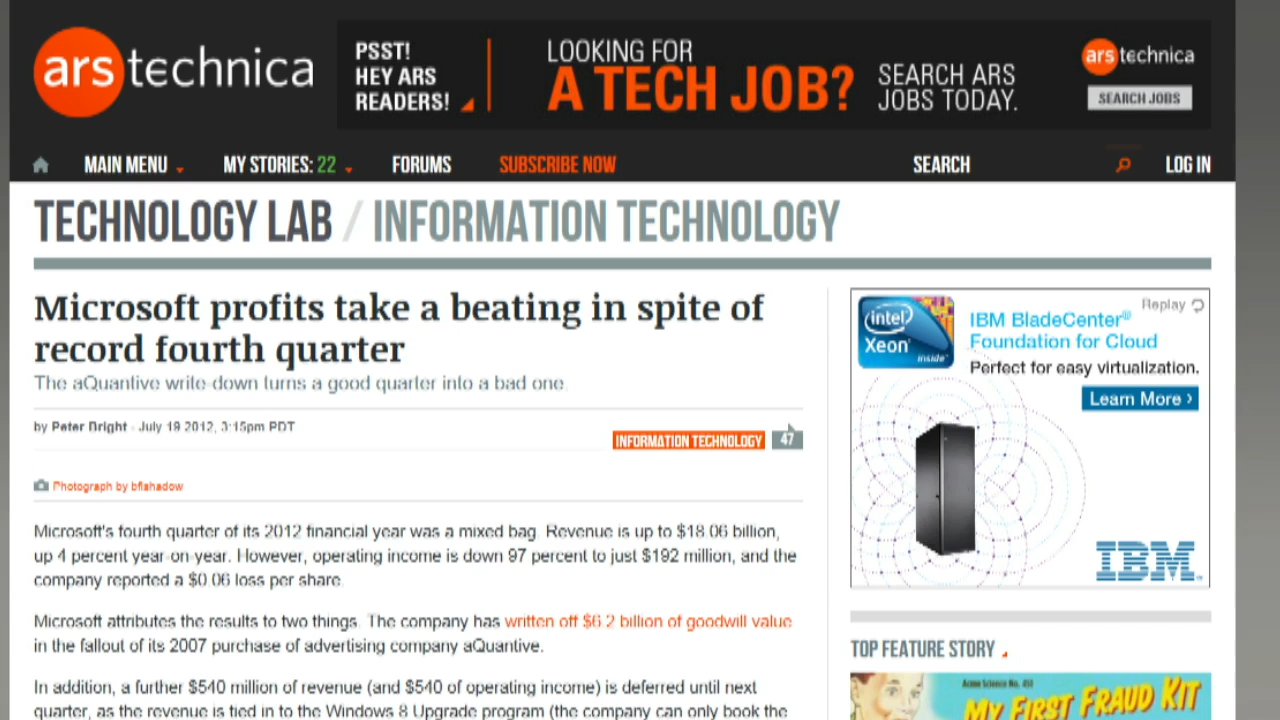 ars technica
PSST!
HEY ARS
READERS!
LOOKING FOR
A TECH JOB?
SEARCH ARS
JOBS TODAY.
ars technica
SEARCH JOBS
MAIN MENU
MY STORIES: 22
FORUMS
SUBSCRIBE NOW
SEARCH
LOG IN
TECHNOLOGY LAB / INFORMATION TECHNOLOGY
Microsoft profits take a beating in spite of
record fourth quarter
The aQuantive write-down turns a good quarter into a bad one.
by Peter Bright - July 19 2012, 3:15pm PDT
INFORMATION TECHNOLOGY
47
Photograph by bflshadow
Microsoft's fourth quarter of its 2012 financial year was a mixed bag. Revenue is up to $18.06 billion,
up 4 percent year-on-year. However, operating income is down 97 percent to just $192 million, and the
company reported a $0.06 loss per share.
Microsoft attributes the results to two things. The company has written off $6.2 billion of goodwill value
in the fallout of its 2007 purchase of advertising company aQuantive.
In addition, a further $540 million of revenue (and $540 of operating income) is deferred until next
quarter, as the revenue is tied in to the Windows 8 Upgrade program (the company can only book the
Replay
intel
Xeon
inside
IBM BladeCenter®
Foundation for Cloud
Perfect for easy virtualization.
Learn More ›
IBM
TOP FEATURE STORY
Acme Science No. 451
MY FIRST FRAUD KIT